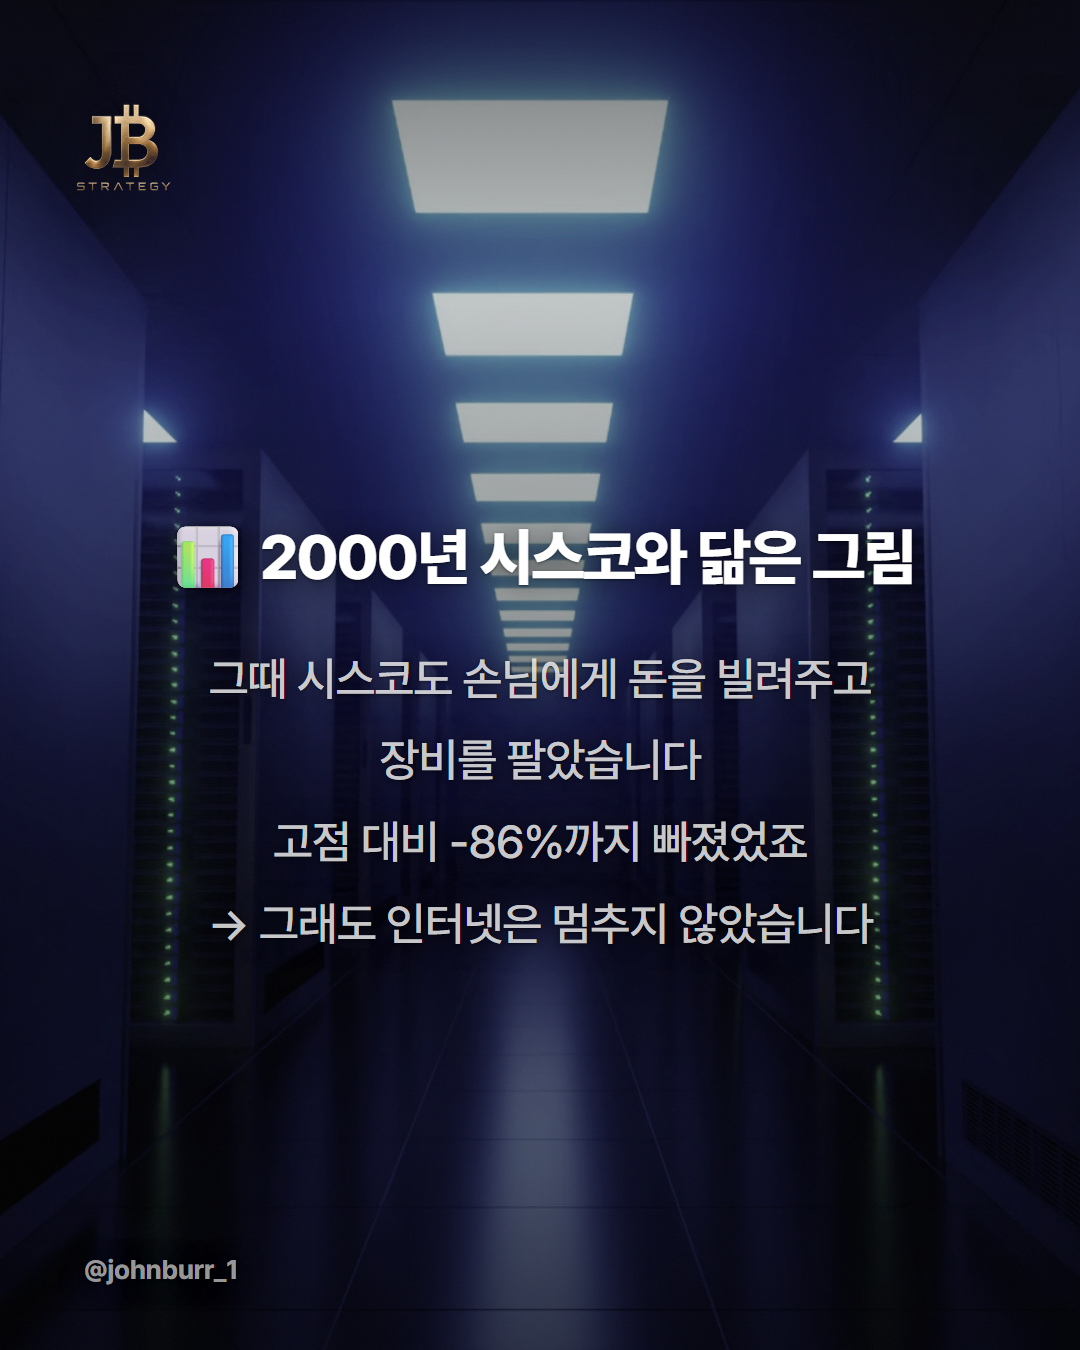 JB
STRATEGY
📊 2000년 시스코와 닮은 그림
그때 시스코도 손님에게 돈을 빌려주고
장비를 팔았습니다
고점 대비 -86%까지 빠졌었죠
→ 그래도 인터넷은 멈추지 않았습니다
@johnburr_1